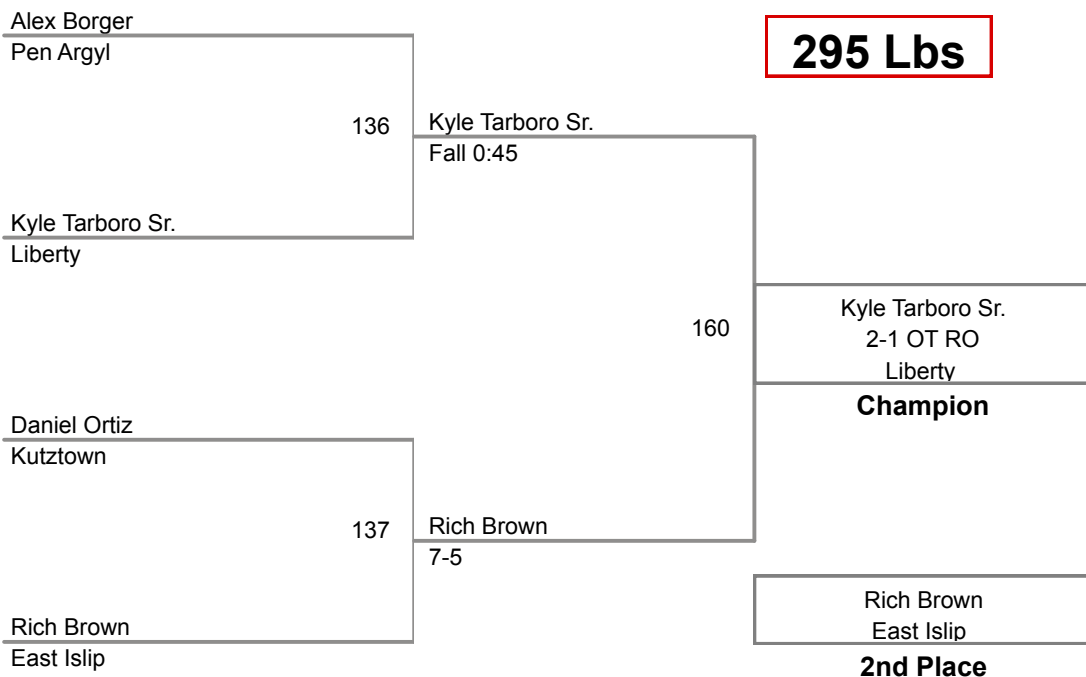 Alex Borger
Pen Argyl
295 Lbs
136
Kyle Tarboro Sr.
Fall 0:45
Kyle Tarboro Sr.
Liberty
160
Kyle Tarboro Sr.
2-1 OT RO
Liberty
Champion
Daniel Ortiz
Kutztown
137
Rich Brown
7-5
Rich Brown
East Islip
Rich Brown
East Islip
2nd Place